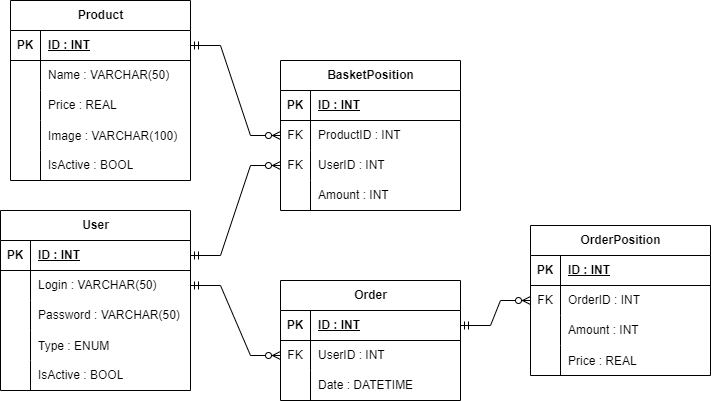 Product
PK ID : INT
Name : VARCHAR(50)
Price : REAL
Image : VARCHAR(100)
IsActive : BOOL
BasketPosition
PK ID : INT
FK ProductID : INT
FK UserID : INT
Amount : INT
User
PK ID : INT
Login : VARCHAR(50)
Password : VARCHAR(50)
Type : ENUM
IsActive : BOOL
Order
PK ID : INT
FK UserID : INT
Date : DATETIME
OrderPosition
PK ID : INT
FK OrderID : INT
Amount : INT
Price : REAL